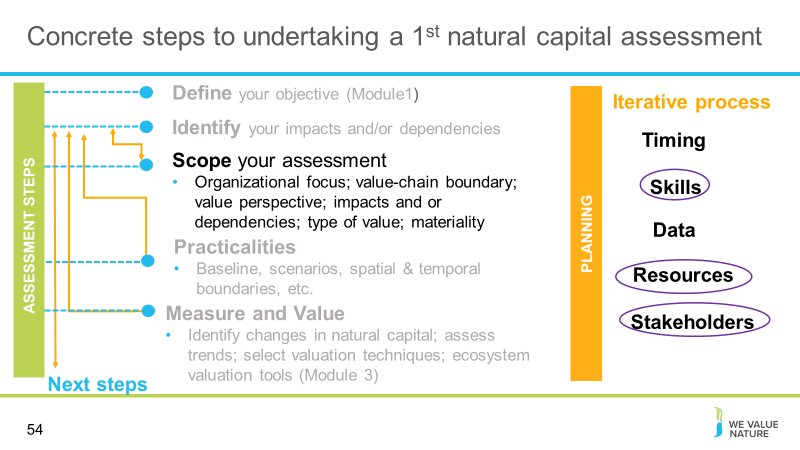 Concrete steps to undertaking a 1st natural capital assessment
ASSESSMENT STEPS
Define your objective (Module1)
Identify your impacts and/or dependencies
Scope your assessment
• Organizational focus; value-chain boundary;
value perspective; impacts and or
dependencies; type of value; materiality
Practicalities
• Baseline, scenarios, spatial & temporal
boundaries, etc.
Measure and Value
• Identify changes in natural capital; assess
trends; select valuation techniques; ecosystem
valuation tools (Module 3)
Next steps
PLANNING
Iterative process
Timing
Skills
Data
Resources
Stakeholders
54
WE VALUE
NATURE